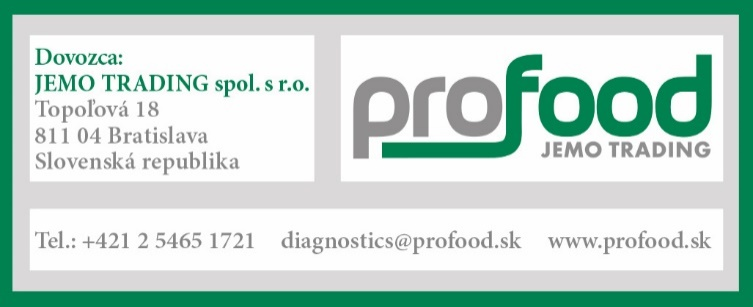 Dovozca:
JEMO TRADING spol. s r.o.
Topoľová 18
811 04 Bratislava
Slovenská republika
profood
JEMO TRADING
Tel.: +421 2 5465 1721 diagnostics@profood.sk www.profood.sk